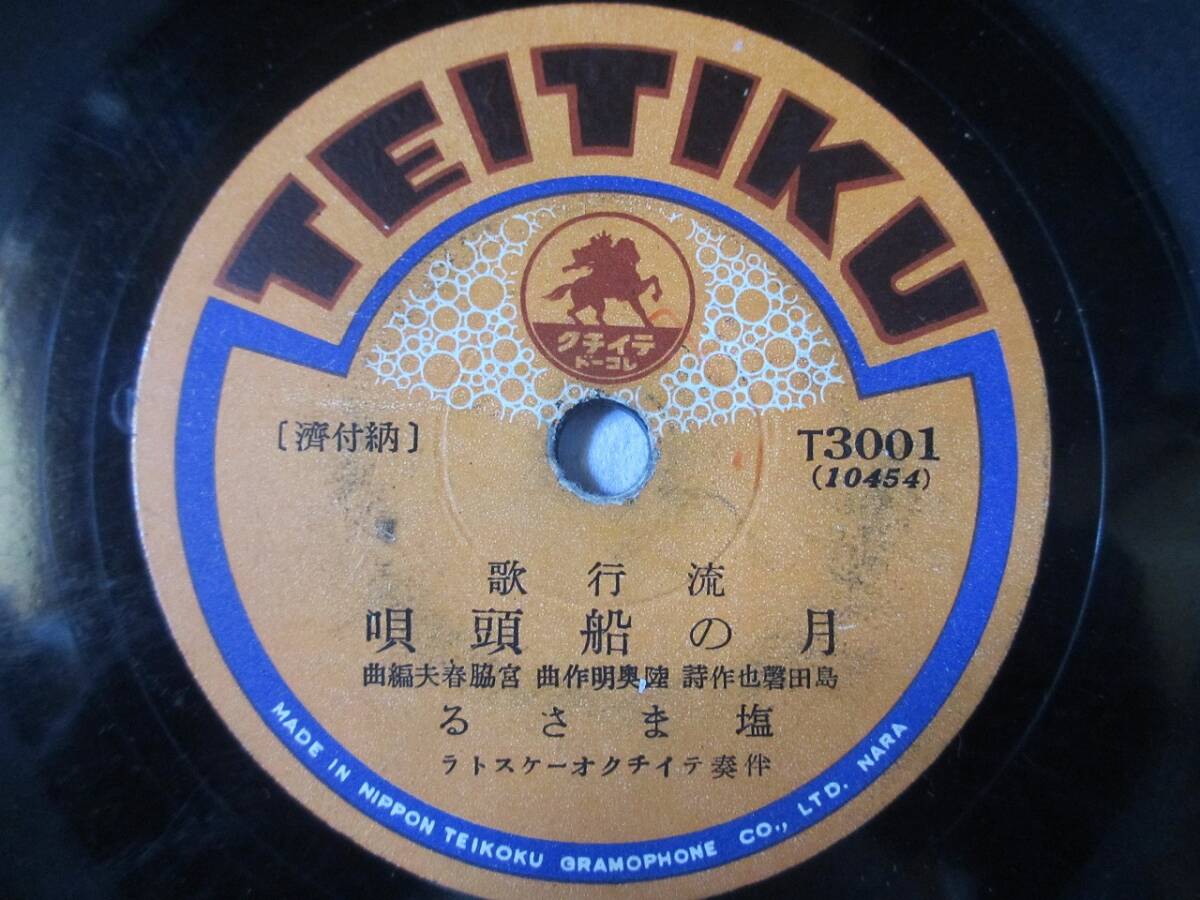 TEITIKU
テイチク
レコード
[納付濟]
T3001
(10454)
流行歌
月の船頭唄
島田磬也作詩 陸奥明作曲 宮脇春夫編曲
塩まさる
伴奏テイチクオーケストラ
MADE IN NIPPON TEIKOKU GRAMOPHONE CO., LTD. NARA